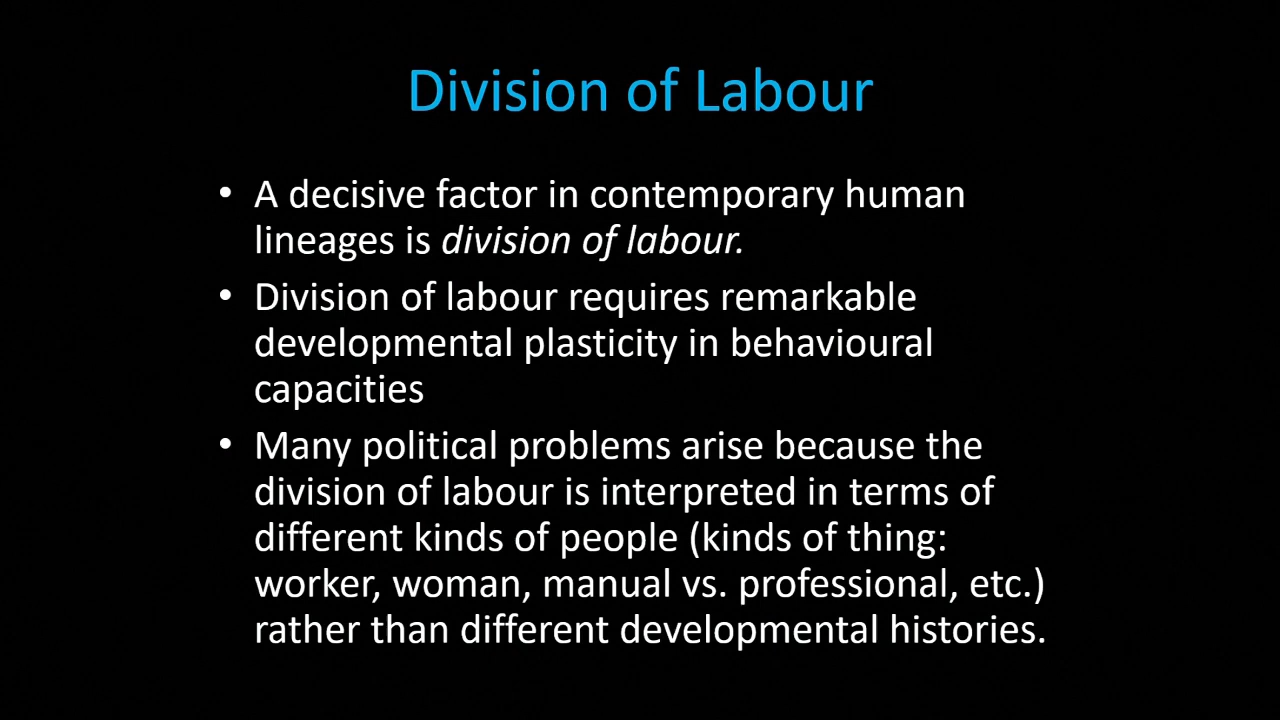 Division of Labour
• A decisive factor in contemporary human
lineages is division of labour.
• Division of labour requires remarkable
developmental plasticity in behavioural
capacities
• Many political problems arise because the
division of labour is interpreted in terms of
different kinds of people (kinds of thing:
worker, woman, manual vs. professional, etc.)
rather than different developmental histories.